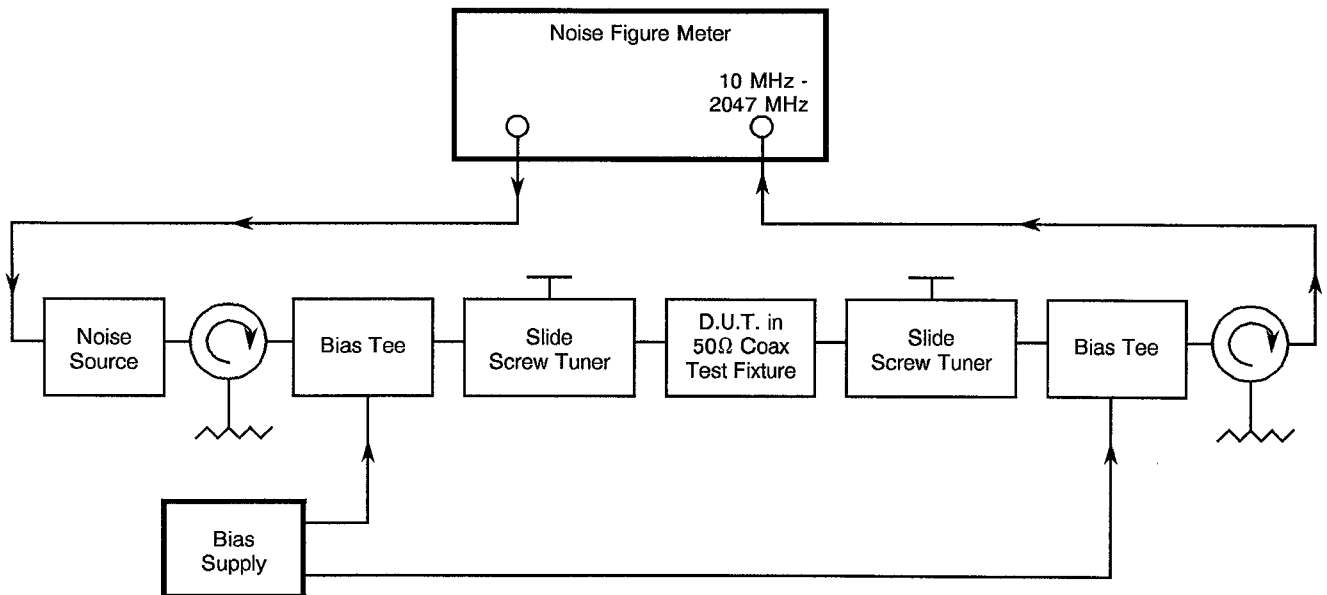 Noise Figure Meter
10 MHz -
2047 MHz
Noise
Source
Bias Tee
Slide
Screw Tuner
D.U.T. in
50Ω Coax
Test Fixture
Slide
Screw Tuner
Bias Tee
Bias
Supply